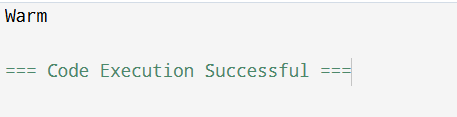 Warm
=== Code Execution Successful ===